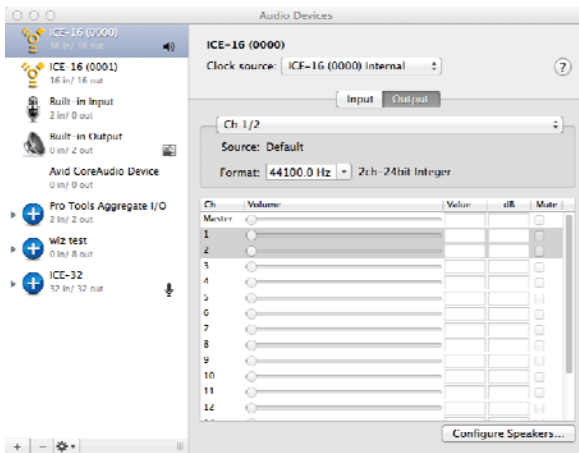 Audio Devices
ICE-16 (0000)
16 in/ 16 out
ICE-16 (0001)
16 in/ 16 out
Built-in Input
2 in/ 0 out
Built-in Output
0 in/ 2 out
Avid CoreAudio Device
0 in/ 0 out
Pro Tools Aggregate I/O
2 in/ 2 out
wiz test
0 in/ 8 out
ICE-32
32 in/ 32 out
+ −
ICE-16 (0000)
Clock source: ICE-16 (0000) Internal ?
Input Output
Ch 1/2
Source: Default
Format: 44100.0 Hz 2ch-24bit Integer
Ch Volume Value dB Mute
Master
1
2
3
4
5
6
7
8
9
10
11
12
Configure Speakers...